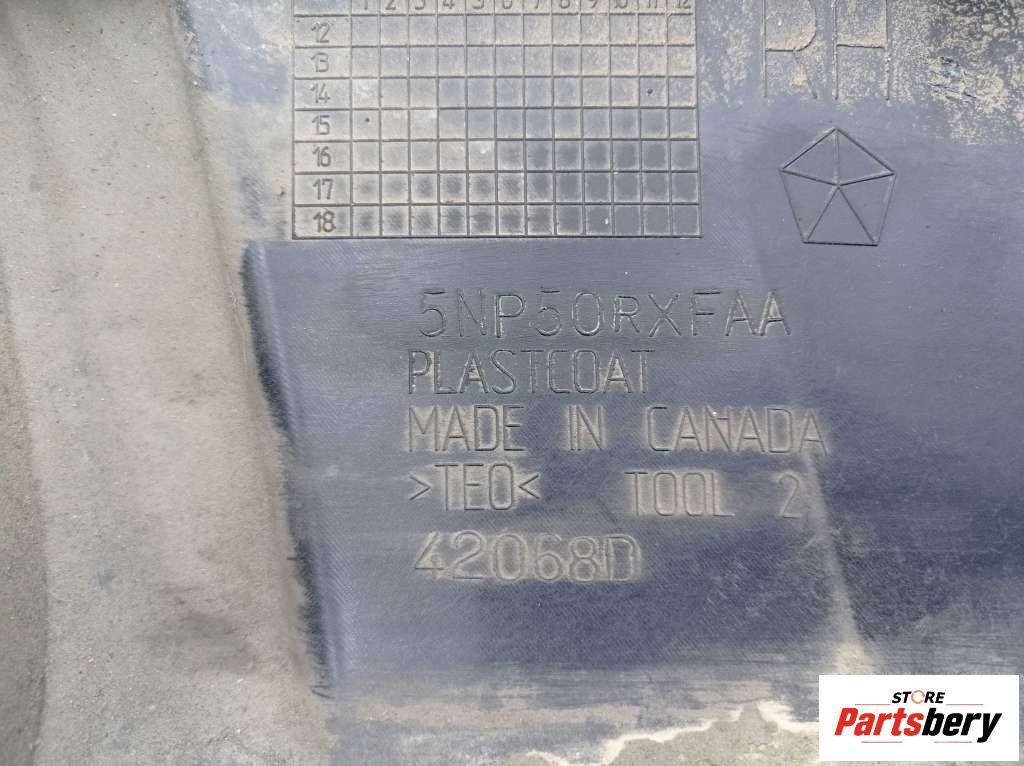 1 2 3 4 5 6 7 8 9 10 11 12
12
13
14
15
16
17
18
RH
5NP50RXFAA
PLASTCOAT
MADE IN CANADA
>TEO< TOOL 2
42068D
STORE
Partsbery